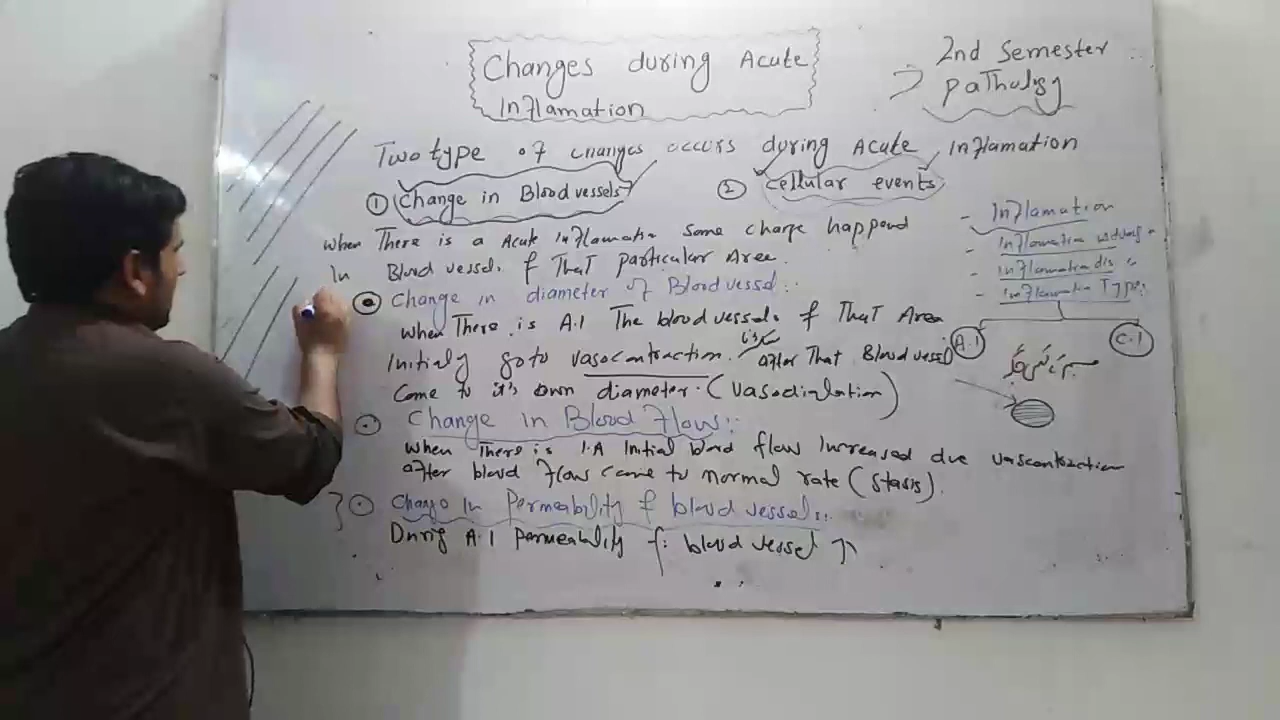 Changes during Acute
Inflamation
2nd Semester
pathology
Two type of changes occurs during Acute Inflamation
① Change in Blood vessels
② Cellular events
When There is a Acute Inflamation Some change happend
In Blood vessels of That particular Area.
Change in diameter of Blood vessel:.
when There is A.I The blood vessels of That Area
Initialy go to vasocontraction. after That Blood vessel
Come to it's own diameter. (Vasodialation)
Change in Blood Flow:.
when There is I.A Initial blood flow Increased due vascontraction
after blood flow came to normal rate (Stasis).
Change In Permeability of blood vessels:.
During A.I permeability of blood vessel ↑
- Inflamation
- Inflamation
- Inflamation dis
- Inflamation Type:
A.I
C.I